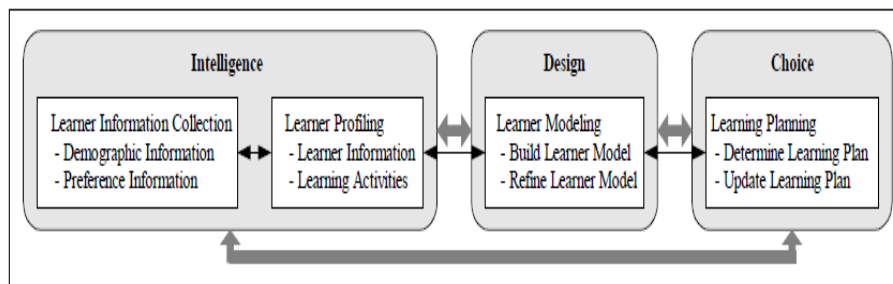 Intelligence
Learner Information Collection
- Demographic Information
- Preference Information
Learner Profiling
- Learner Information
- Learning Activities
Design
Learner Modeling
- Build Learner Model
- Refine Learner Model
Choice
Learning Planning
- Determine Learning Plan
- Update Learning Plan